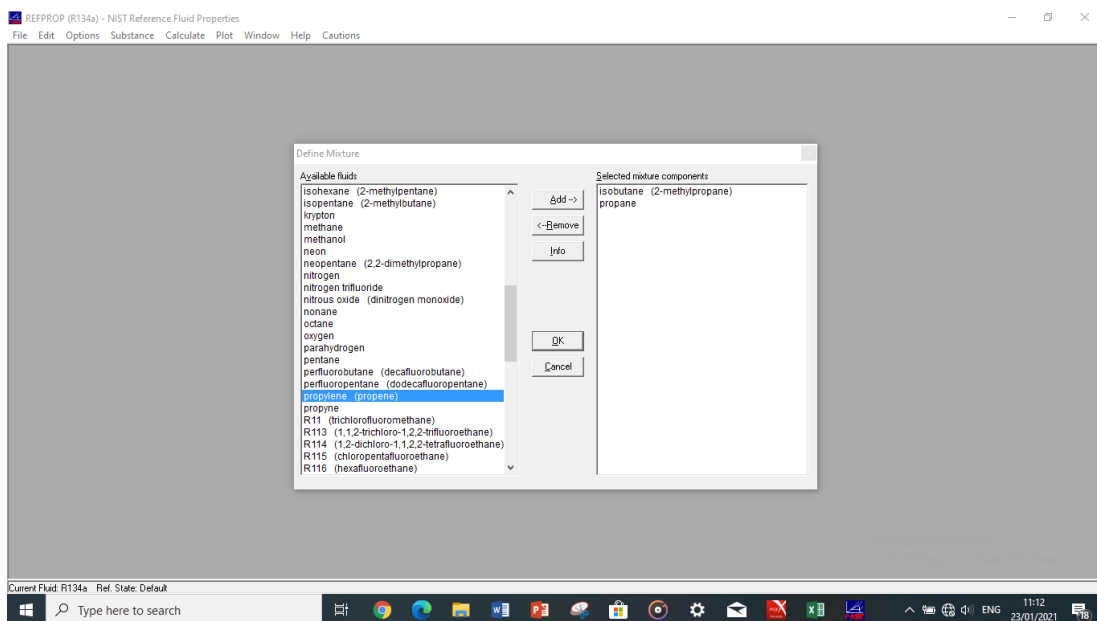 REFPROP (R134a) - NIST Reference Fluid Properties
File Edit Options Substance Calculate Plot Window Help Cautions
Define Mixture
Available fluids
isohexane (2-methylpentane)
isopentane (2-methylbutane)
krypton
methane
methanol
neon
neopentane (2,2-dimethylpropane)
nitrogen
nitrogen trifluoride
nitrous oxide (dinitrogen monoxide)
nonane
octane
oxygen
parahydrogen
pentane
perfluorobutane (decafluorobutane)
perfluoropentane (dodecafluoropentane)
propylene (propene)
propyne
R11 (trichlorofluoromethane)
R113 (1,1,2-trichloro-1,2,2-trifluoroethane)
R114 (1,2-dichloro-1,1,2,2-tetrafluoroethane)
R115 (chloropentafluoroethane)
R116 (hexafluoroethane)
Add -->
<--Remove
Info
OK
Cancel
Selected mixture components
isobutane (2-methylpropane)
propane
Current Fluid: R134a Ref. State: Default
Type here to search
ENG
11:12
23/01/2021
18